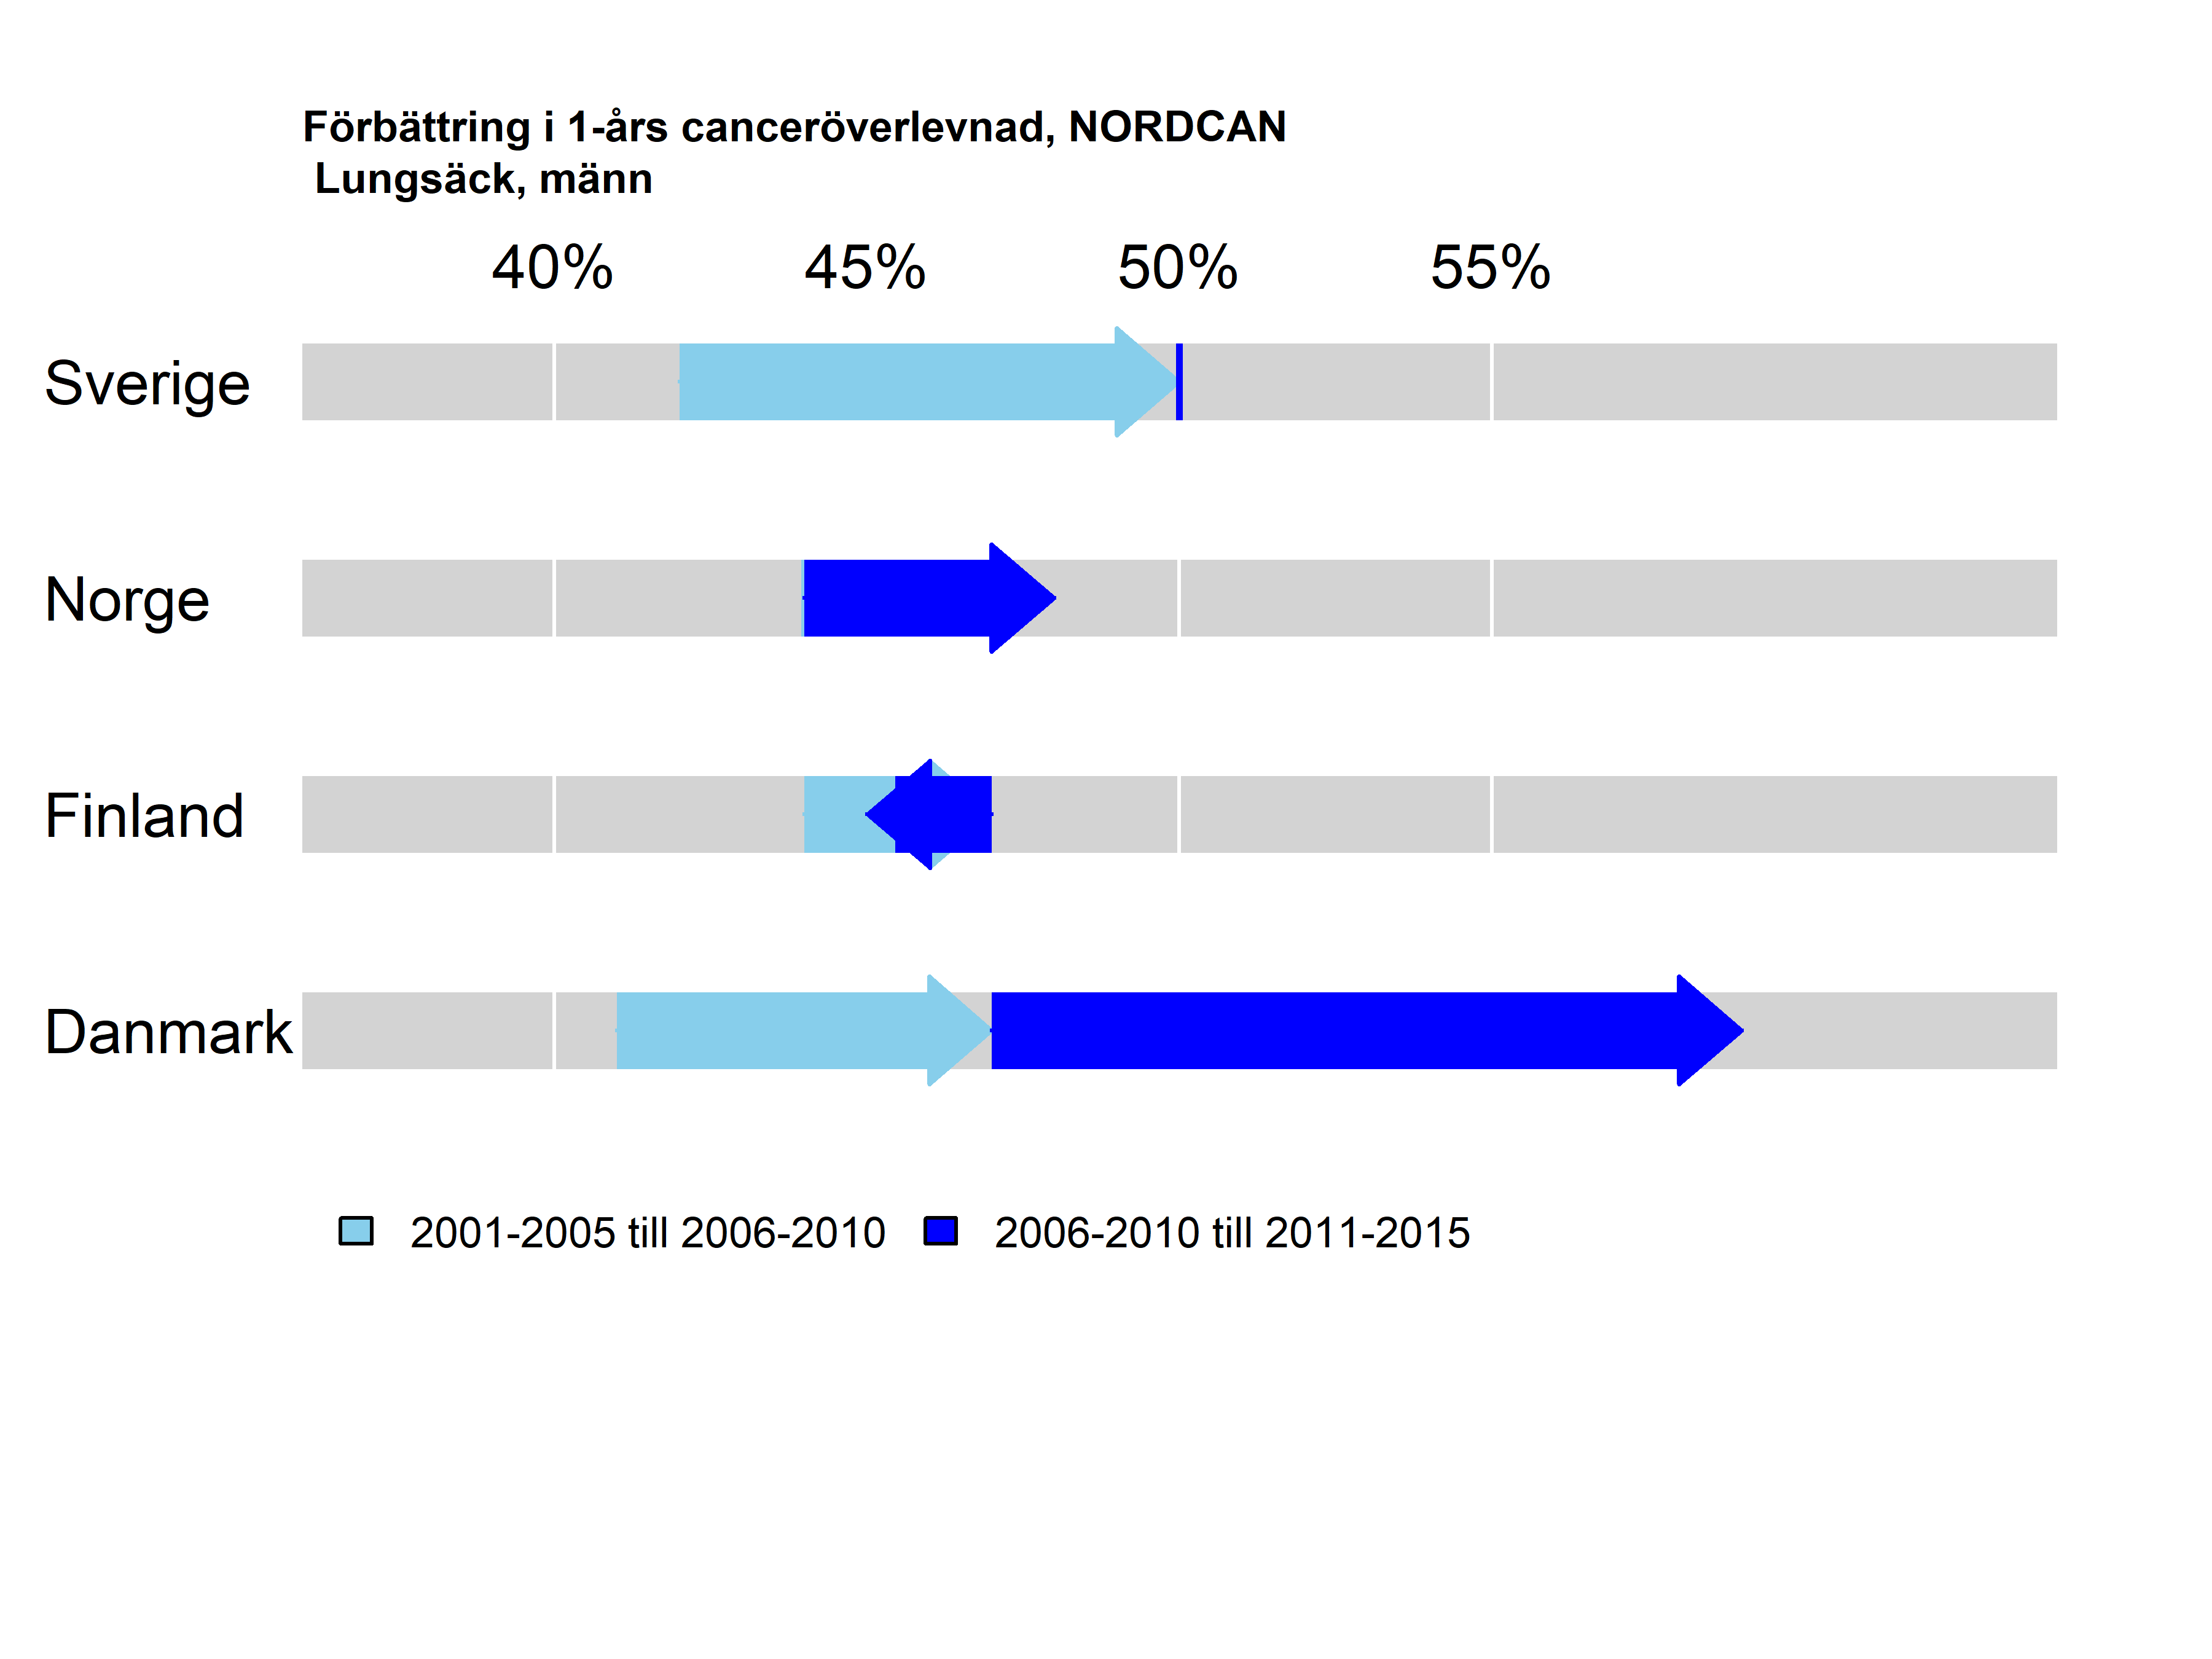 Förbättring i 1-års canceröverlevnad, NORDCAN
Lungsäck, männ
40% 45% 50% 55%
Sverige
Norge
Finland
Danmark
2001-2005 till 2006-2010 2006-2010 till 2011-2015